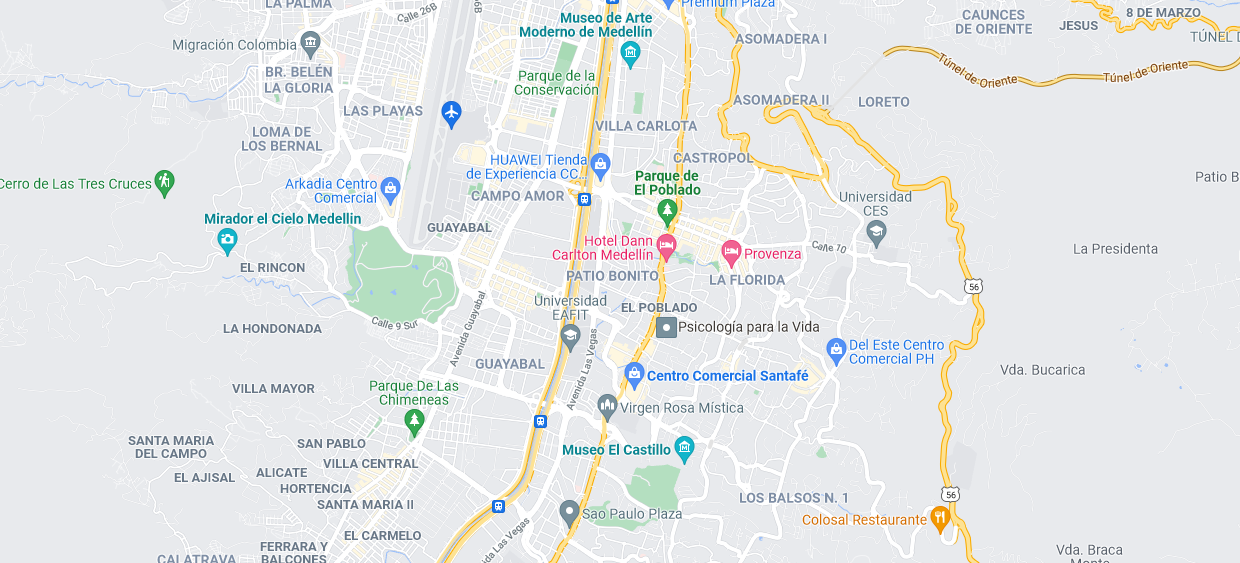 LA PALMA
Calle 26B
26B
Museo de Arte
Moderno de Medellín
Premium Plaza
CAUNCES
DE ORIENTE
8 DE MARZO
JESUS
TÚNEL D
Migración Colombia
ASOMADERA I
BR. BELÉN
LA GLORIA
Parque de la
Conservación
Túnel de Oriente
Túnel de Oriente
LAS PLAYAS
ASOMADERA II
LORETO
LOMA DE
LOS BERNAL
VILLA CARLOTA
HUAWEI Tienda
de Experiencia CC...
CASTROPOL
Cerro de Las Tres Cruces
Arkadia Centro
Comercial
CAMPO AMOR
Parque de
El Poblado
Universidad
CES
Patio B
Mirador el Cielo Medellin
GUAYABAL
Hotel Dann
Carlton Medellín
Provenza
Calle 10
La Presidenta
EL RINCON
PATIO BONITO
LA FLORIDA
56
Universidad
EAFIT
EL POBLADO
Calle 9 Sur
Avenida Guayabal
LA HONDONADA
Psicología para la Vida
Avenida Las Vegas
GUAYABAL
Del Este Centro
Comercial PH
Vda. Bucarica
VILLA MAYOR
Parque De Las
Chimeneas
Centro Comercial Santafé
Virgen Rosa Mística
SANTA MARIA
DEL CAMPO
SAN PABLO
Museo El Castillo
EL AJISAL
ALICATE
VILLA CENTRAL
HORTENCIA
SANTA MARIA II
LOS BALSOS N. 1
56
Sao Paulo Plaza
Colosal Restaurante
EL CARMELO
nida Las Vegas
CALATRAVA
FERRARA Y
BALCONES
Vda. Braca
Monte